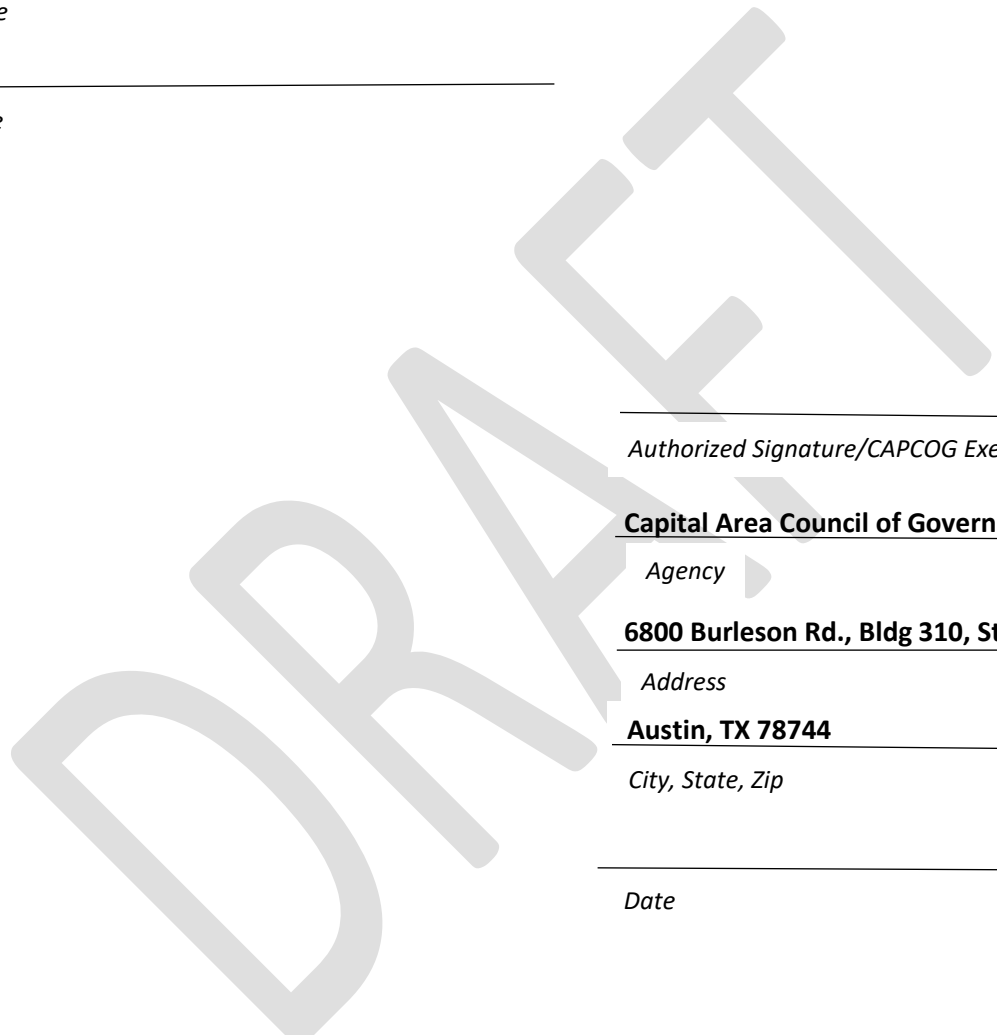 e
e
DRAFT
Authorized Signature/CAPCOG Exe
Capital Area Council of Govern
Agency
6800 Burleson Rd., Bldg 310, St
Address
Austin, TX 78744
City, State, Zip
Date